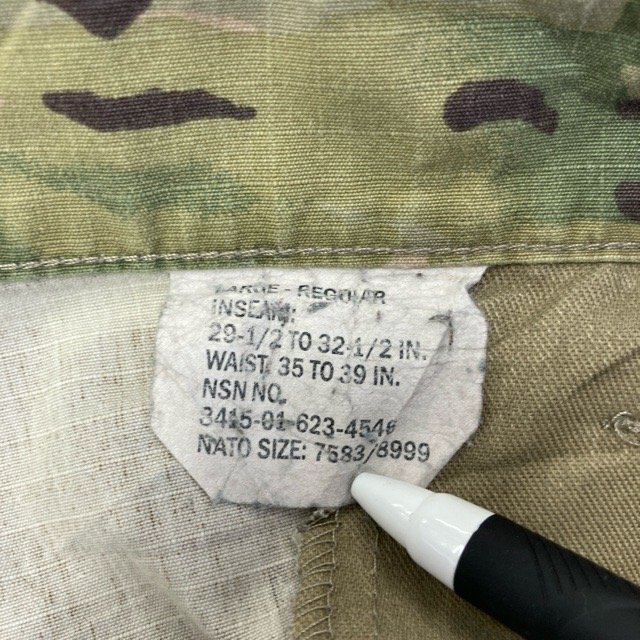 LARGE - REGULAR
INSEAM:
29-1/2 TO 32-1/2 IN.
WAIST: 35 TO 39 IN.
NSN NO.
3415-01-623-4546
NATO SIZE: 7583/8999